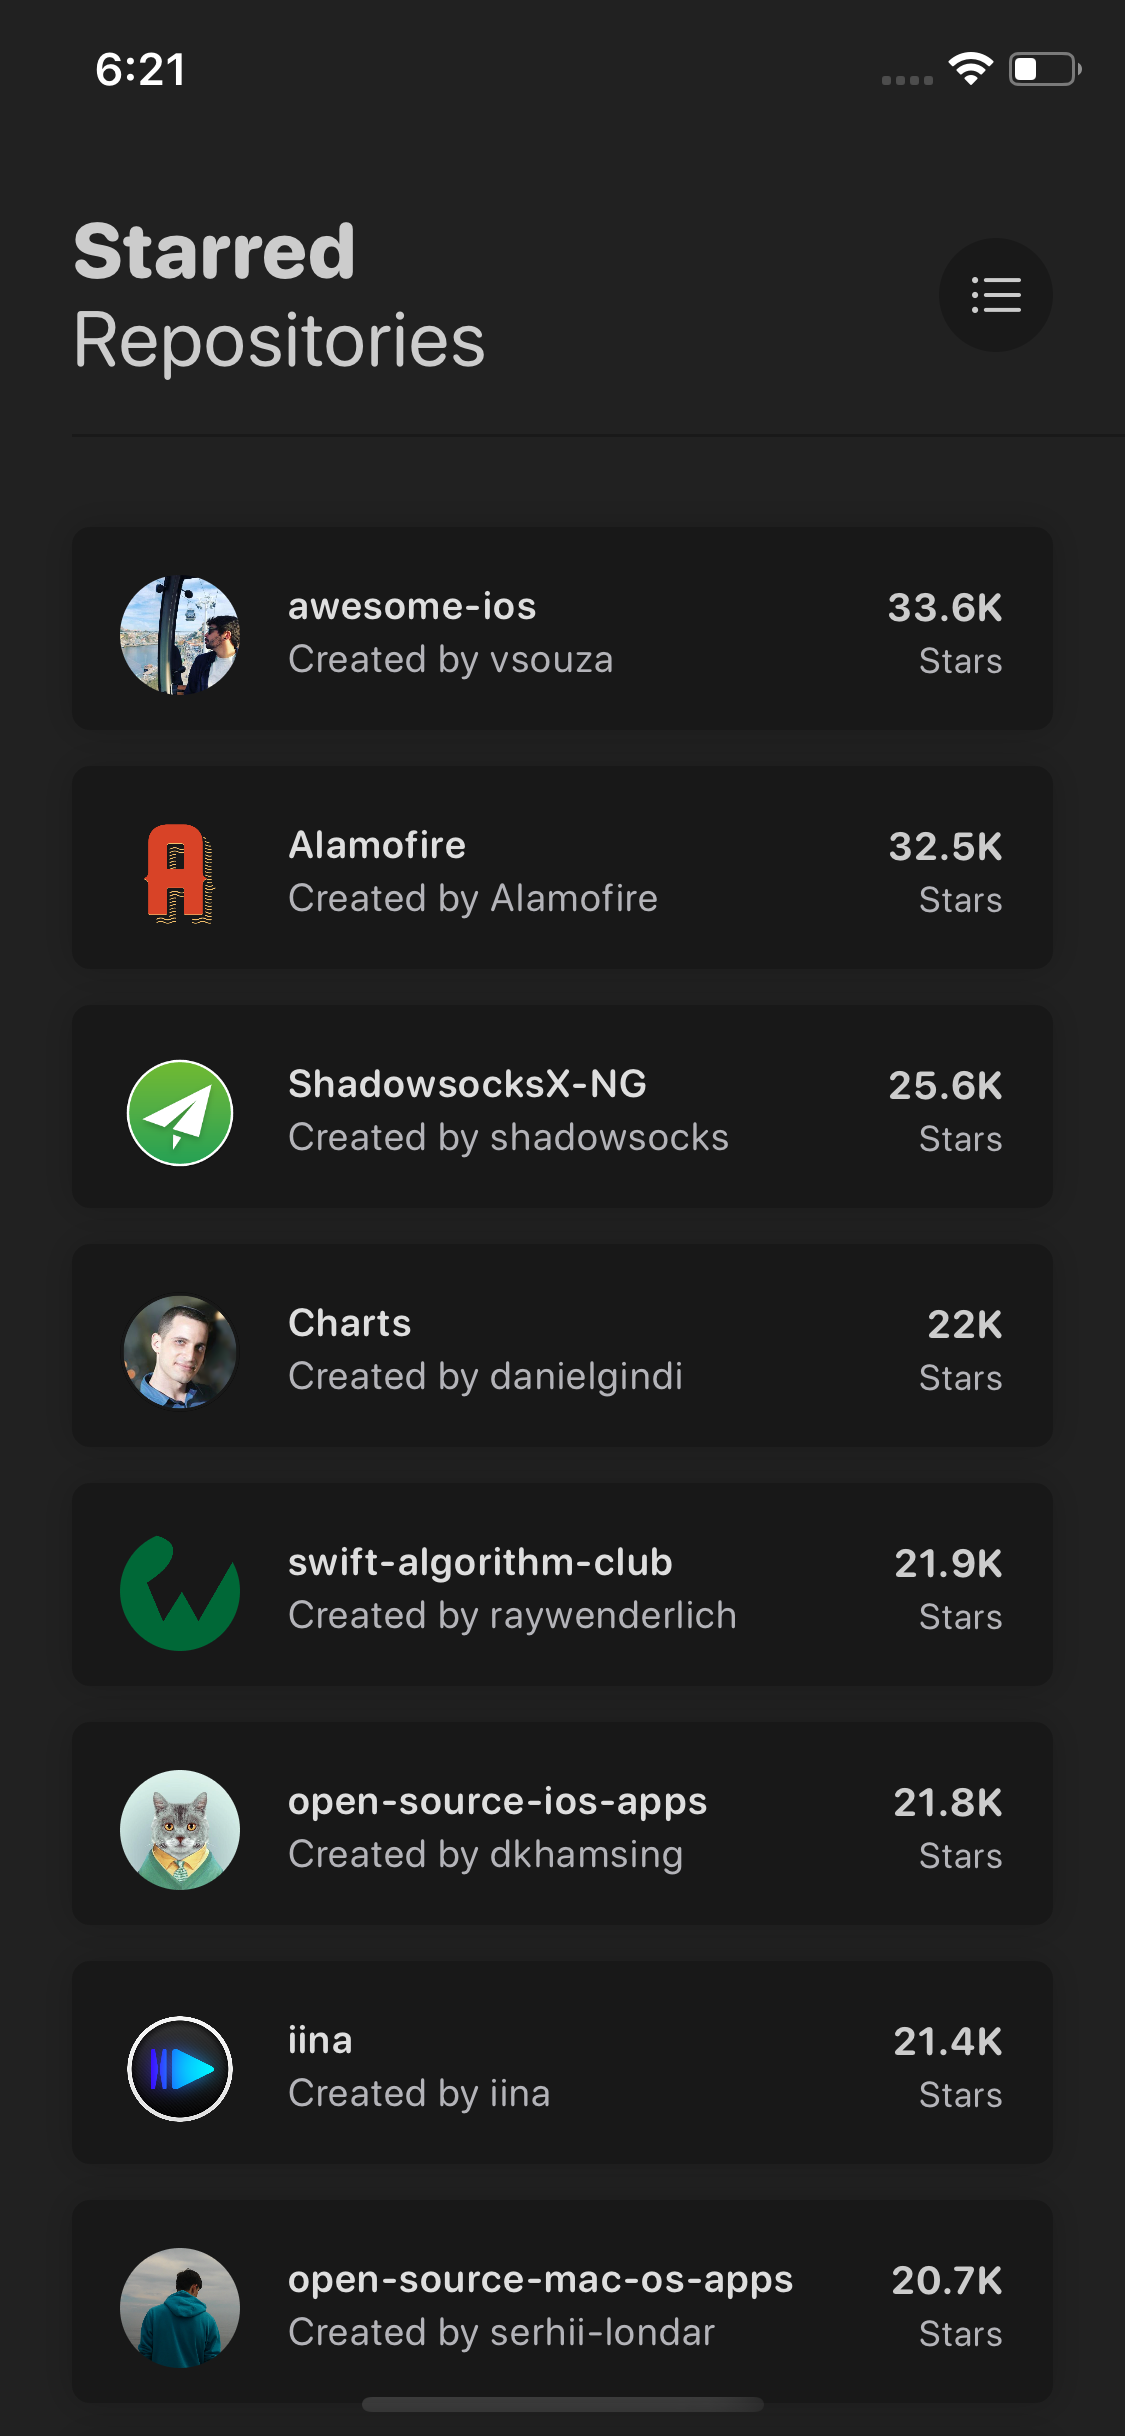 6:21
Starred
Repositories
awesome-ios
33.6K
Created by vsouza
Stars
Alamofire
32.5K
Created by Alamofire
Stars
ShadowsocksX-NG
25.6K
Created by shadowsocks
Stars
Charts
22K
Created by danielgindi
Stars
swift-algorithm-club
21.9K
Created by raywenderlich
Stars
open-source-ios-apps
21.8K
Created by dkhamsing
Stars
iina
21.4K
Created by iina
Stars
open-source-mac-os-apps
20.7K
Created by serhii-londar
Stars